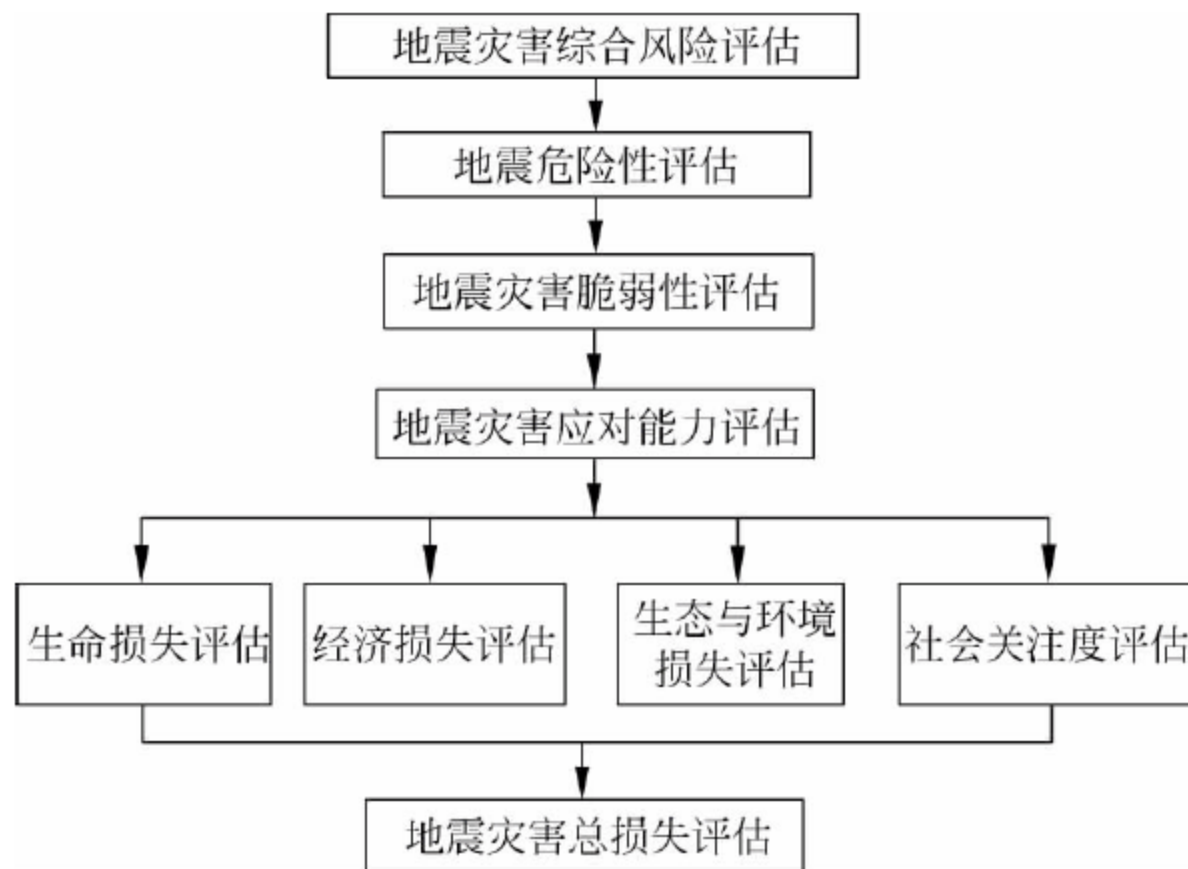 地震灾害综合风险评估
地震危险性评估
地震灾害脆弱性评估
地震灾害应对能力评估
生命损失评估
经济损失评估
生态与环境
损失评估
社会关注度评估
地震灾害总损失评估